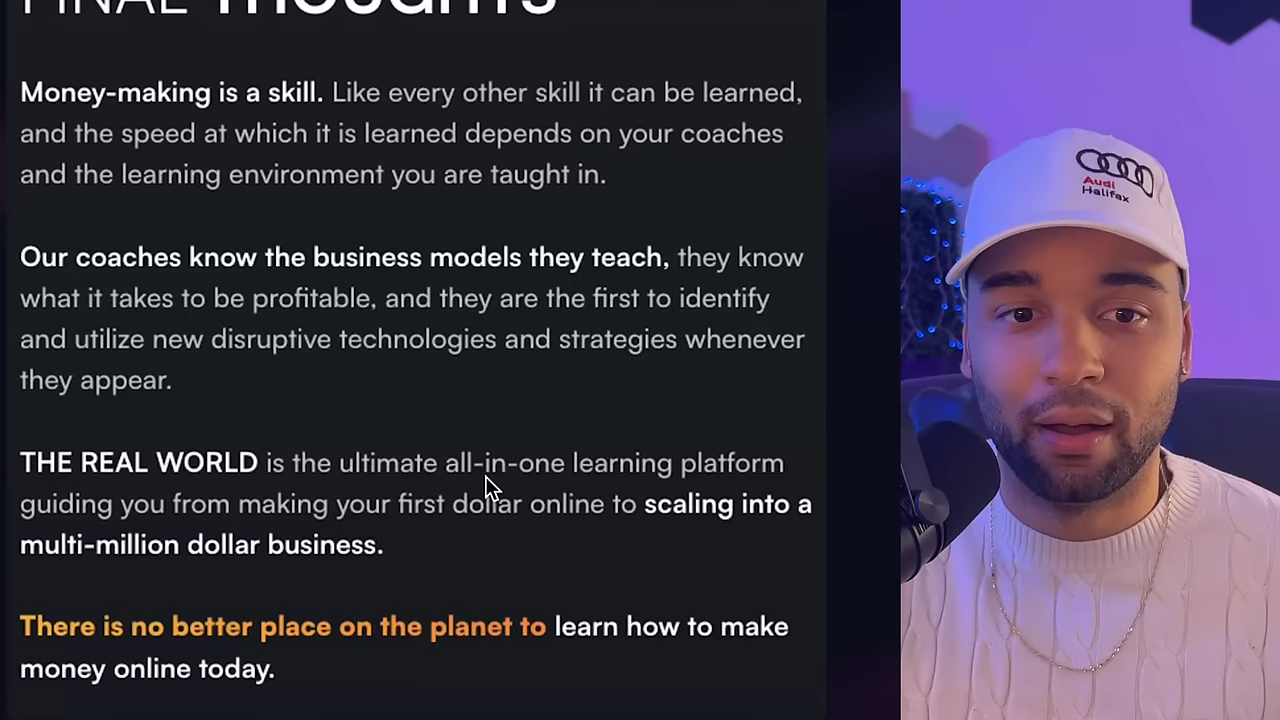 FINAL THOUGHTS
Money-making is a skill. Like every other skill it can be learned,
and the speed at which it is learned depends on your coaches
and the learning environment you are taught in.
Our coaches know the business models they teach, they know
what it takes to be profitable, and they are the first to identify
and utilize new disruptive technologies and strategies whenever
they appear.
THE REAL WORLD is the ultimate all-in-one learning platform
guiding you from making your first dollar online to scaling into a
multi-million dollar business.
There is no better place on the planet to learn how to make
money online today.
Audi
Halifax